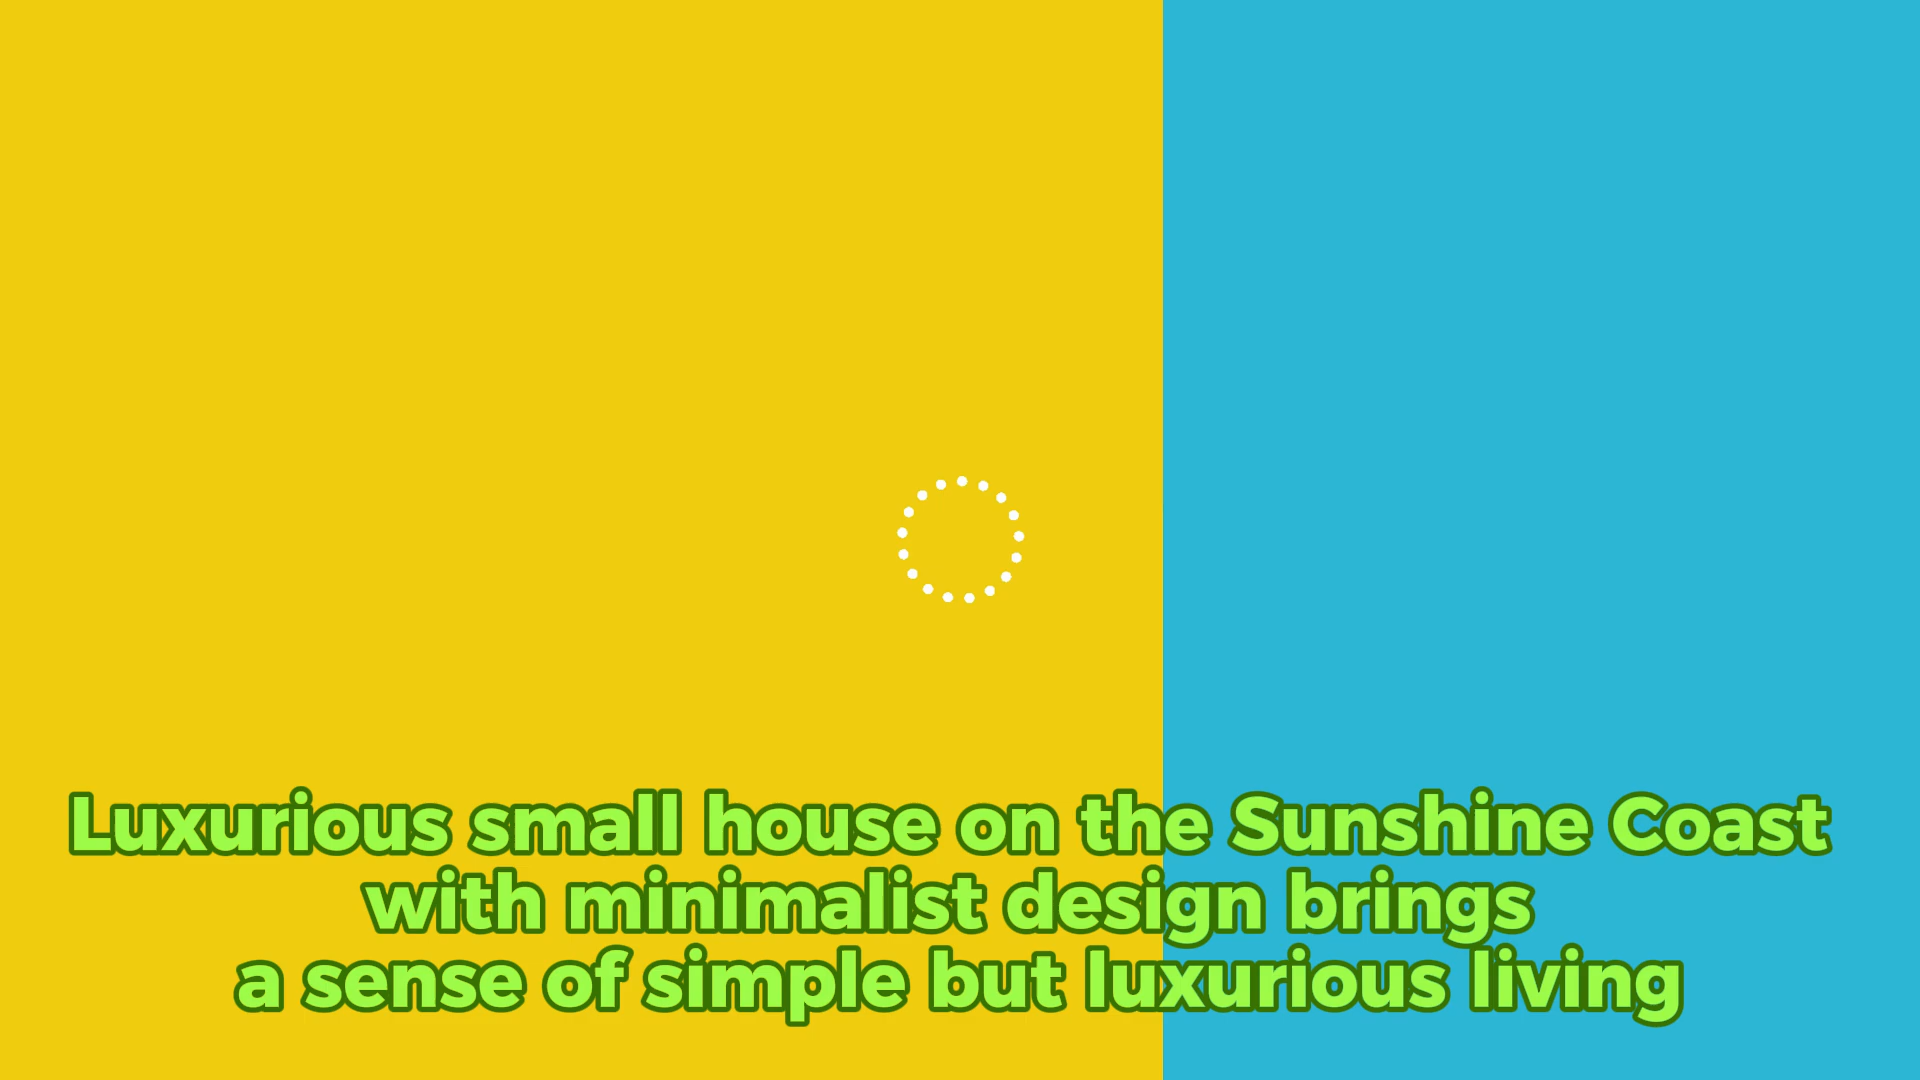 Luxurious small house on the Sunshine Coast
with minimalist design brings
a sense of simple but luxurious living